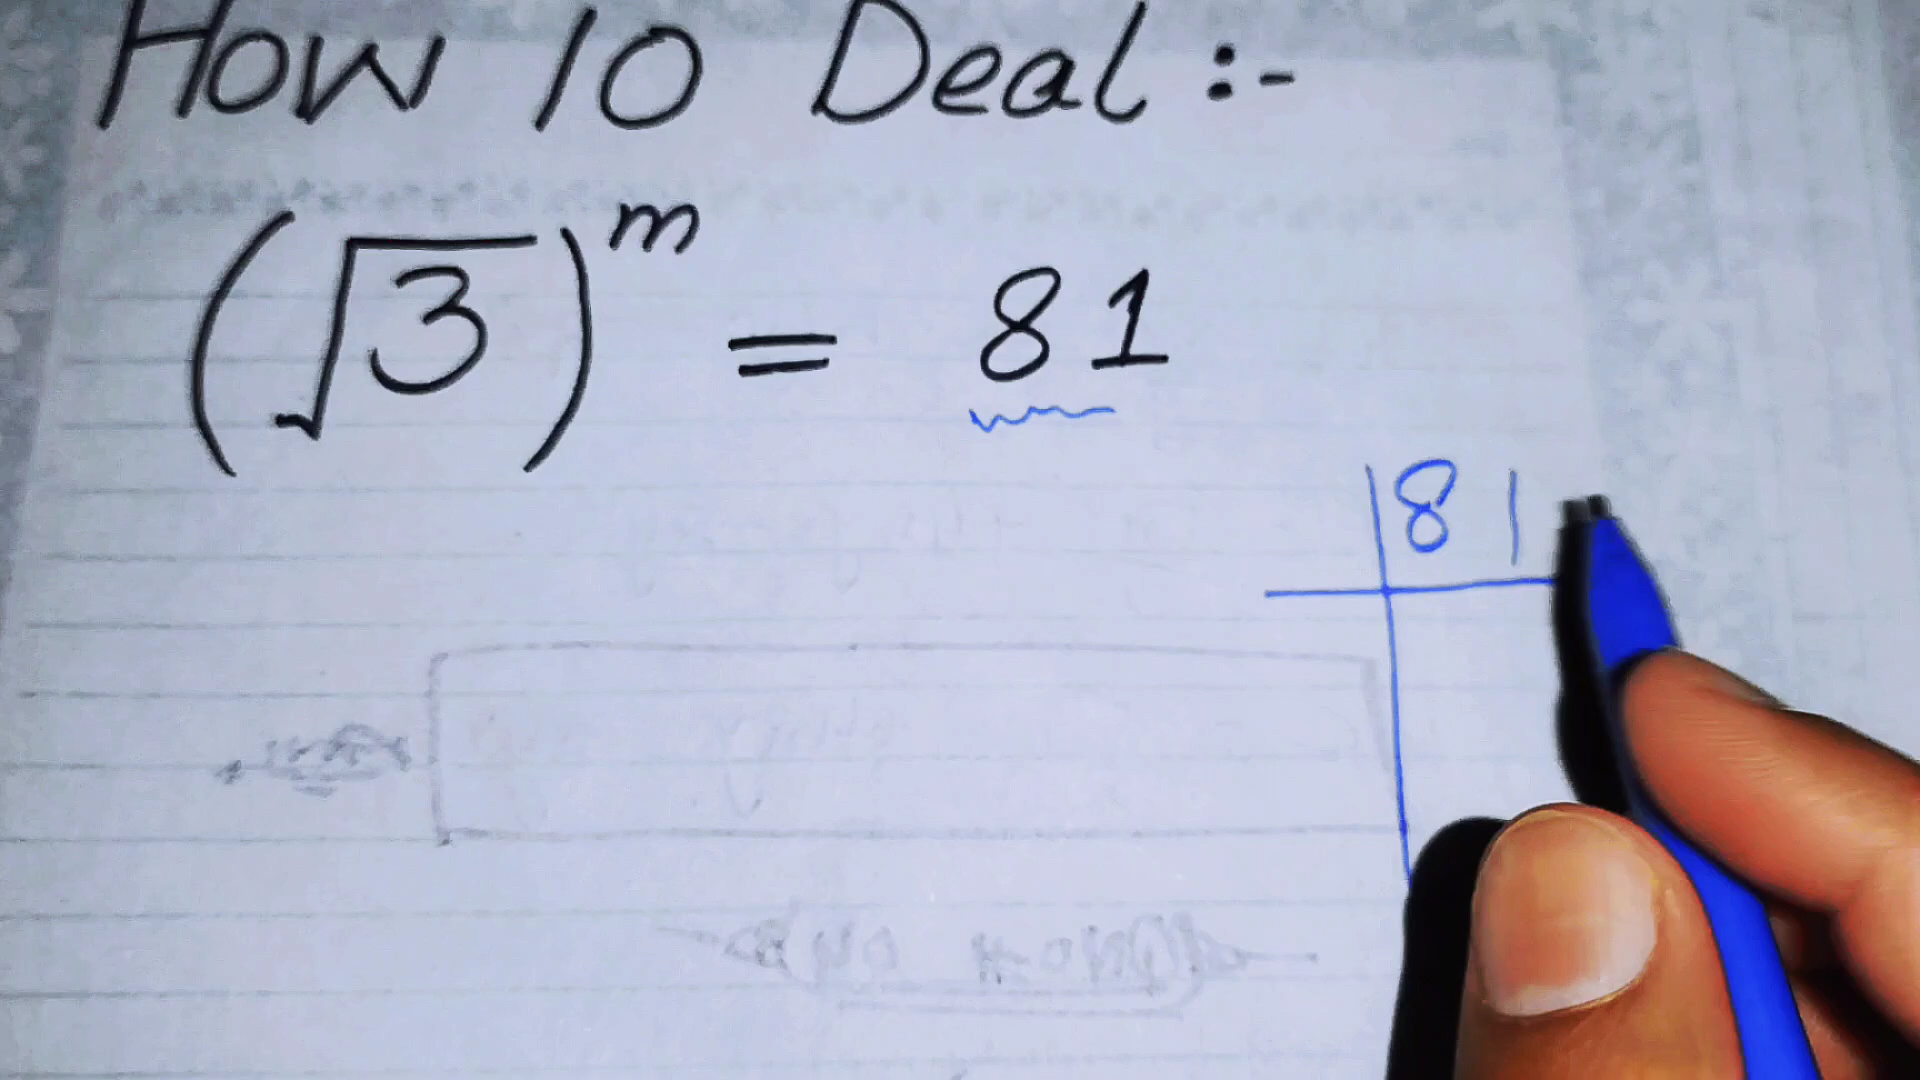 How 10 Deal :-
(√3)^m = 81
81